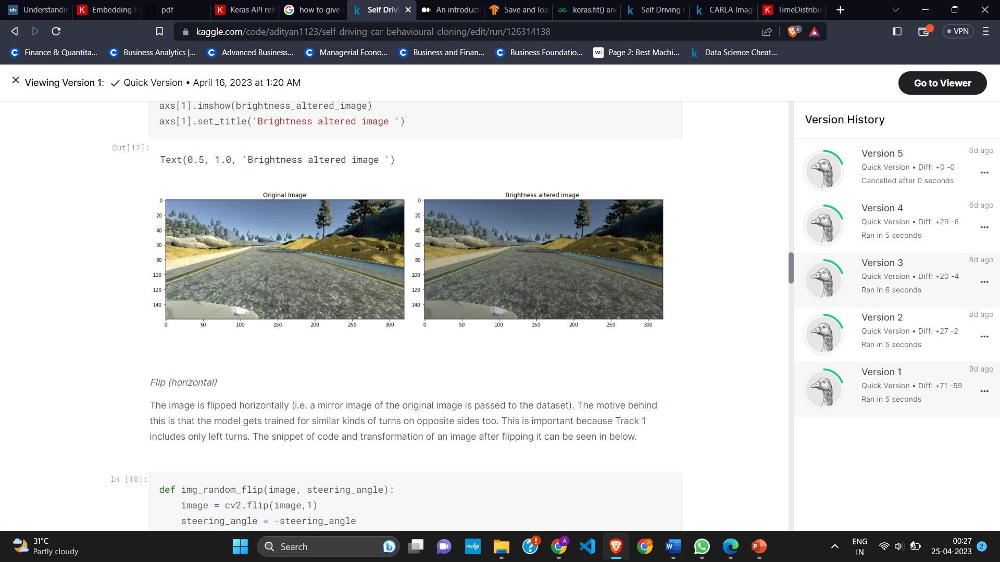 tds Understandin
K Embedding la
pdf
K Keras API refe
G how to give i
k Self Drivi
An introducti
Save and loa
keras.fit() and
k Self Driving C
k CARLA Image
K TimeDistribut
kaggle.com/code/adityan1123/self-driving-car-behavioural-cloning/edit/run/126314138
8
VPN
C Finance & Quantita...
C Business Analytics |...
C Advanced Business...
C Managerial Econo...
C Business and Finan...
C Business Foundatio...
w: Page 2: Best Machi...
k Data Science Cheat...
Viewing Version 1: Quick Version • April 16, 2023 at 1:20 AM
Go to Viewer
axs[1].imshow(brightness_altered_image)
axs[1].set_title('Brightness altered image ')
Out[17]:
Text(0.5, 1.0, 'Brightness altered image ')
Original Image
0
20
40
60
80
100
120
140
0 50 100 150 200 250 300
Brightness altered image
0
20
40
60
80
100
120
140
0 50 100 150 200 250 300
Flip (horizontal)
The image is flipped horizontally (i.e. a mirror image of the original image is passed to the dataset). The motive behind
this is that the model gets trained for similar kinds of turns on opposite sides too. This is important because Track 1
includes only left turns. The snippet of code and transformation of an image after flipping it can be seen in below.
In [18]:
def img_random_flip(image, steering_angle):
image = cv2.flip(image,1)
steering_angle = -steering_angle
Version History
Version 5
6d ago
Quick Version • Diff: +0 -0
Cancelled after 0 seconds
Version 4
6d ago
Quick Version • Diff: +29 -6
Ran in 5 seconds
Version 3
8d ago
Quick Version • Diff: +20 -4
Ran in 6 seconds
Version 2
8d ago
Quick Version • Diff: +27 -2
Ran in 5 seconds
Version 1
9d ago
Quick Version • Diff: +71 -59
Ran in 5 seconds
31°C
Partly cloudy
Search
myhp
A
A
W
P
ENG
IN
00:27
25-04-2023
2